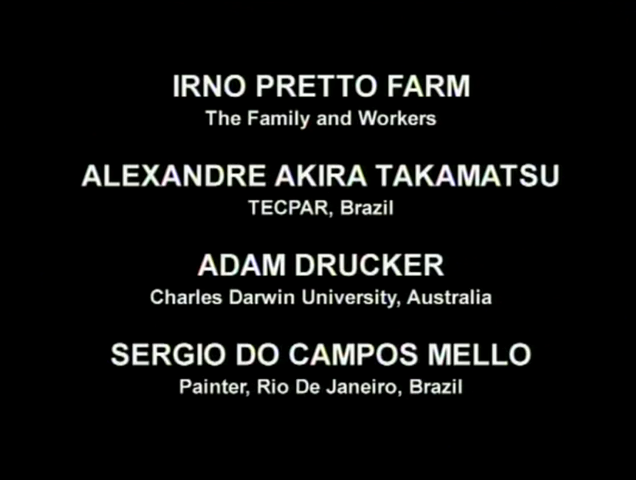 IRNO PRETTO FARM
The Family and Workers
ALEXANDRE AKIRA TAKAMATSU
TECPAR, Brazil
ADAM DRUCKER
Charles Darwin University, Australia
SERGIO DO CAMPOS MELLO
Painter, Rio De Janeiro, Brazil